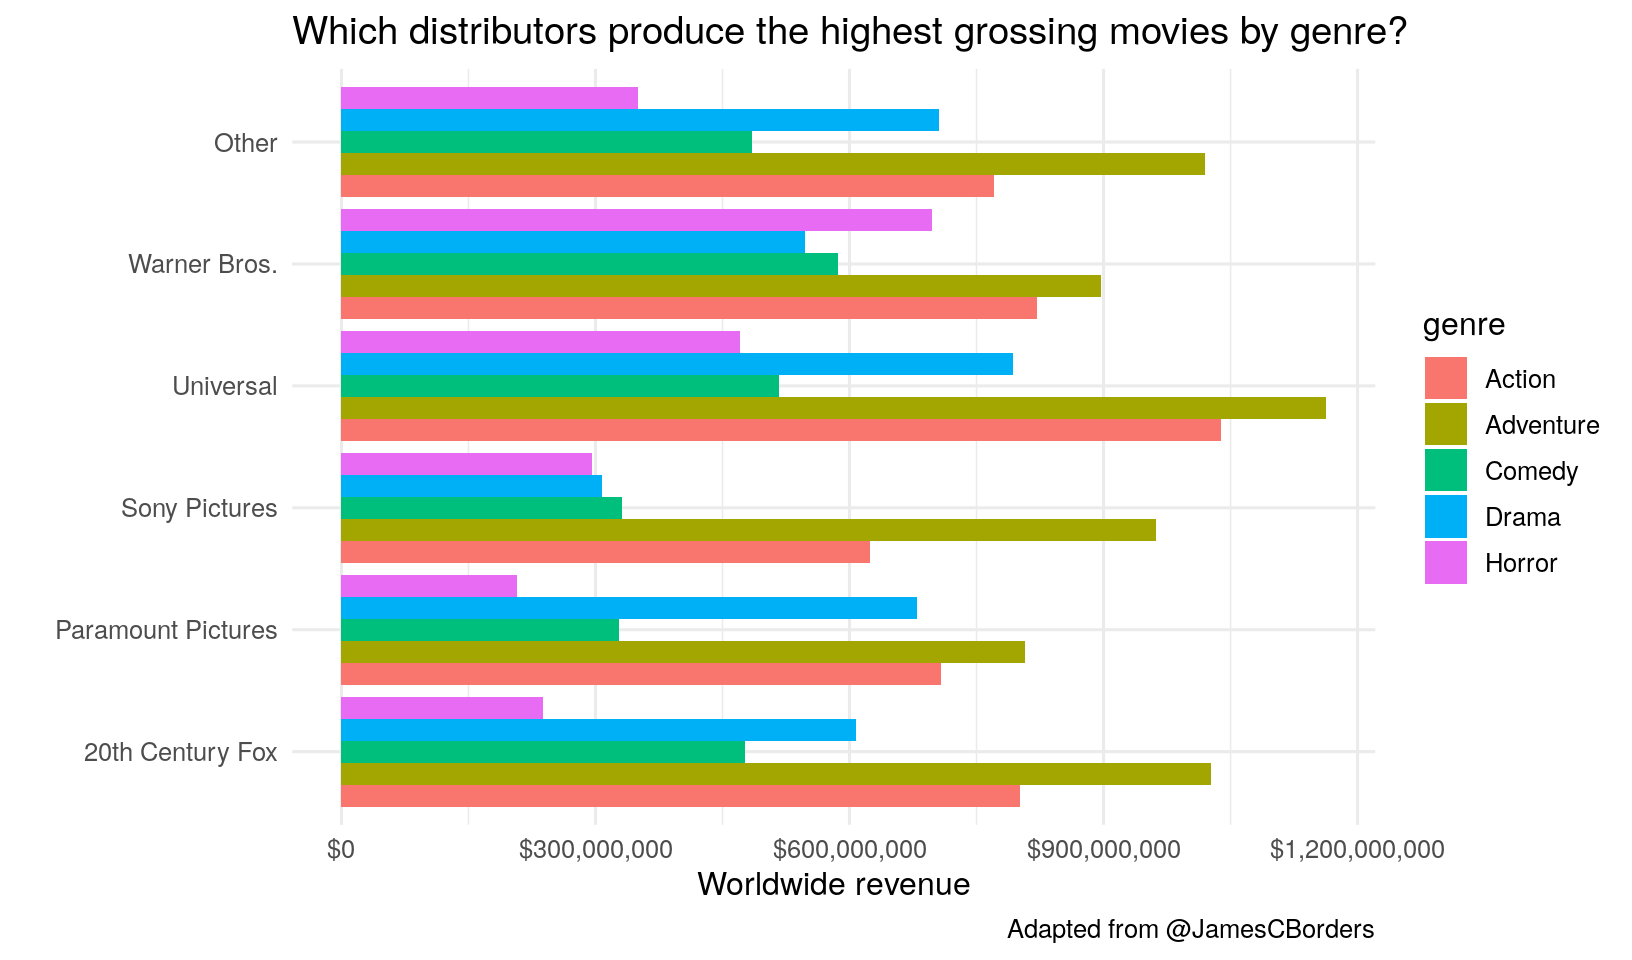 Which distributors produce the highest grossing movies by genre?
Other
Warner Bros.
Universal
Sony Pictures
Paramount Pictures
20th Century Fox
$0
$300,000,000
$600,000,000
$900,000,000
$1,200,000,000
Worldwide revenue
genre
Action
Adventure
Comedy
Drama
Horror
Adapted from @JamesCBorders